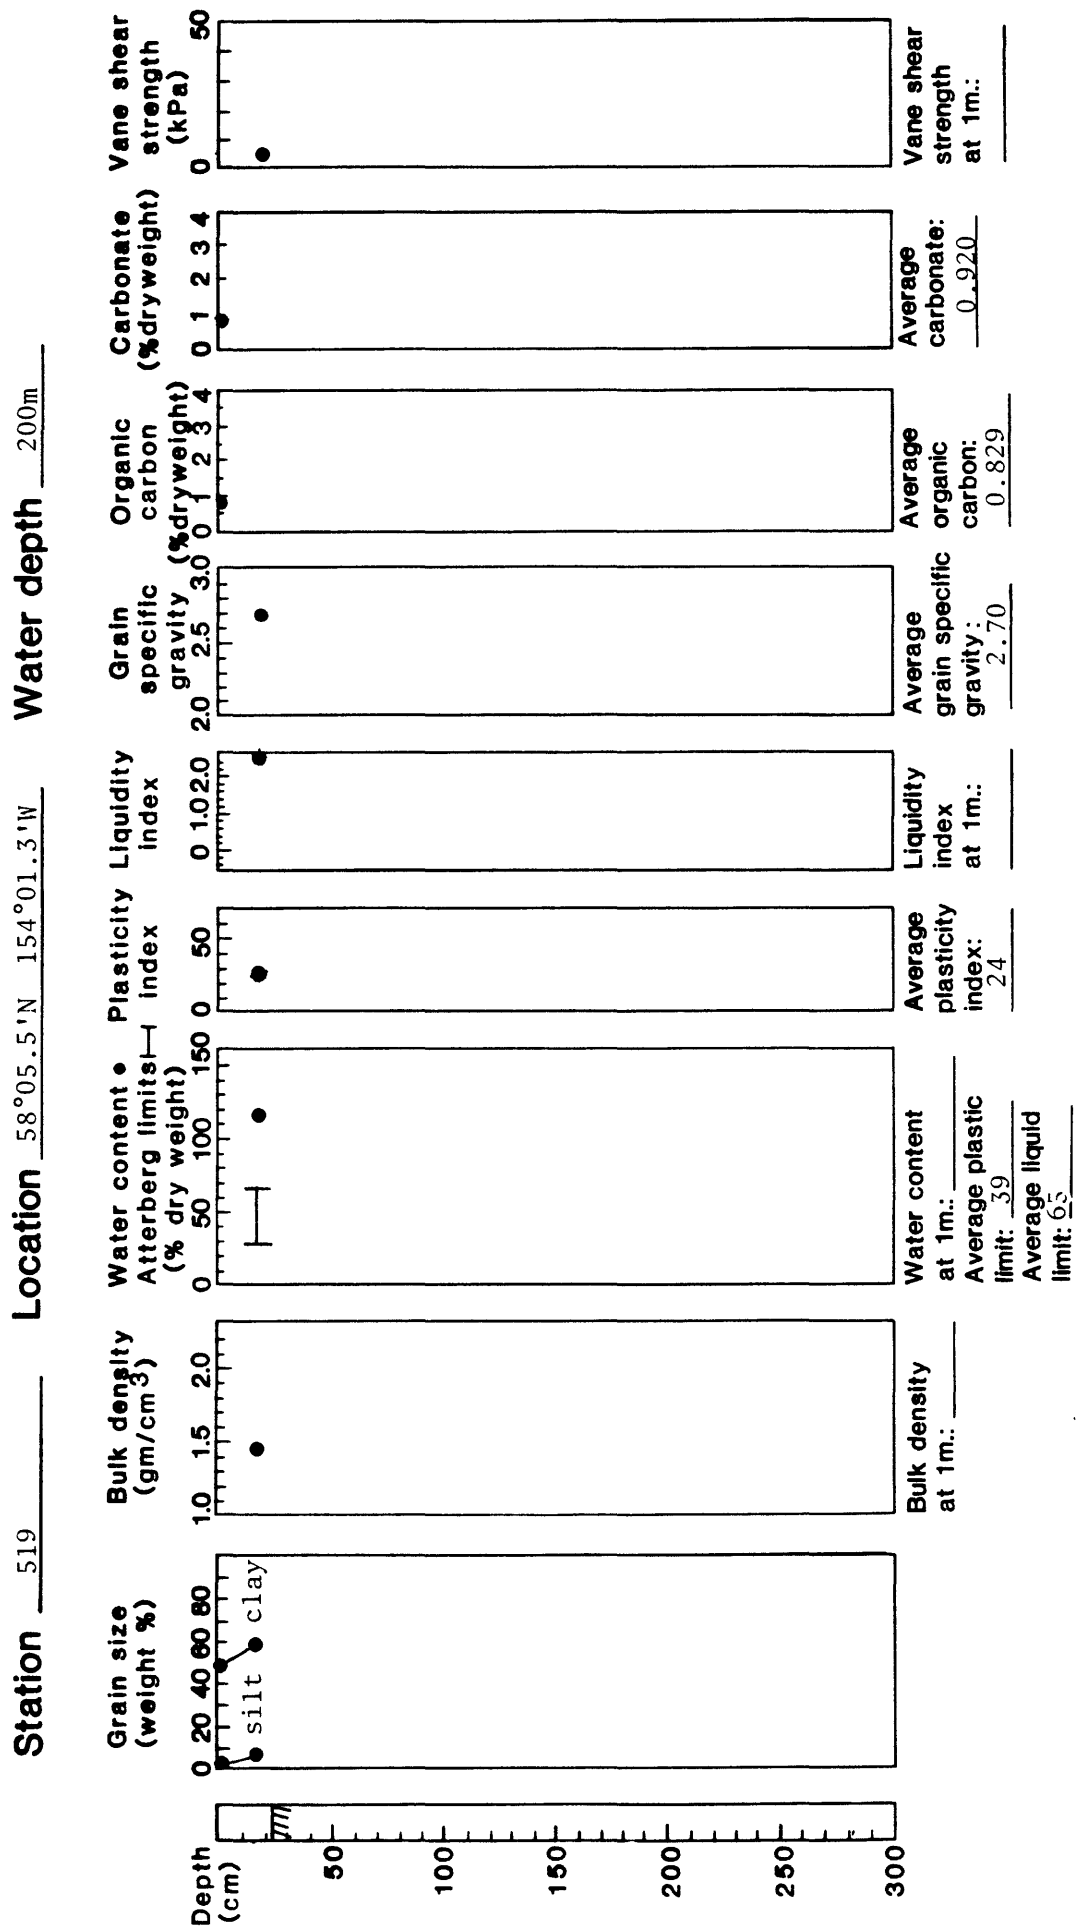 Station 519 Location 58°05.5'N 154°01.3'W Water depth 200m
Depth
(cm)
50
100
150
200
250
300
Grain size
(weight %)
0 20 40 60 80
silt clay
Bulk density
(gm/cm3)
1.0 1.5 2.0
Bulk density
at 1m.:
Water content •
Atterberg limits
(% dry weight)
0 50 100 150
Water content
at 1m.:
Average plastic
limit: 39
Average liquid
limit: 65
Plasticity
index
0 50
Average
plasticity
index:
24
Liquidity
index
0 1.0 2.0
Liquidity
index
at 1m.:
Grain
specific
gravity
2.0 2.5 3.0
Average
grain specific
gravity:
2.70
Organic
carbon
(%dryweight)
0 1 2 3 4
Average
organic
carbon:
0.829
Carbonate
(%dryweight)
0 1 2 3 4
Average
carbonate:
0.920
Vane shear
strength
(kPa)
0 50
Vane shear
strength
at 1m.: